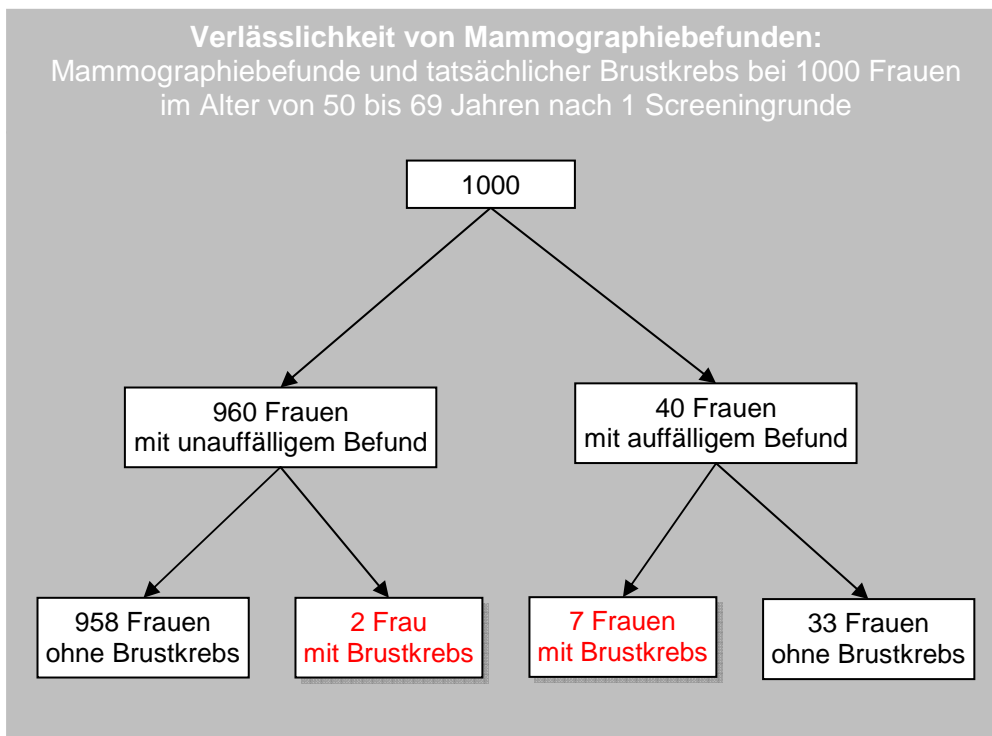 Verlässlichkeit von Mammographiebefunden:
Mammographiebefunde und tatsächlicher Brustkrebs bei 1000 Frauen
im Alter von 50 bis 69 Jahren nach 1 Screeningrunde
1000
960 Frauen
mit unauffälligem Befund
40 Frauen
mit auffälligem Befund
958 Frauen
ohne Brustkrebs
2 Frau
mit Brustkrebs
7 Frauen
mit Brustkrebs
33 Frauen
ohne Brustkrebs